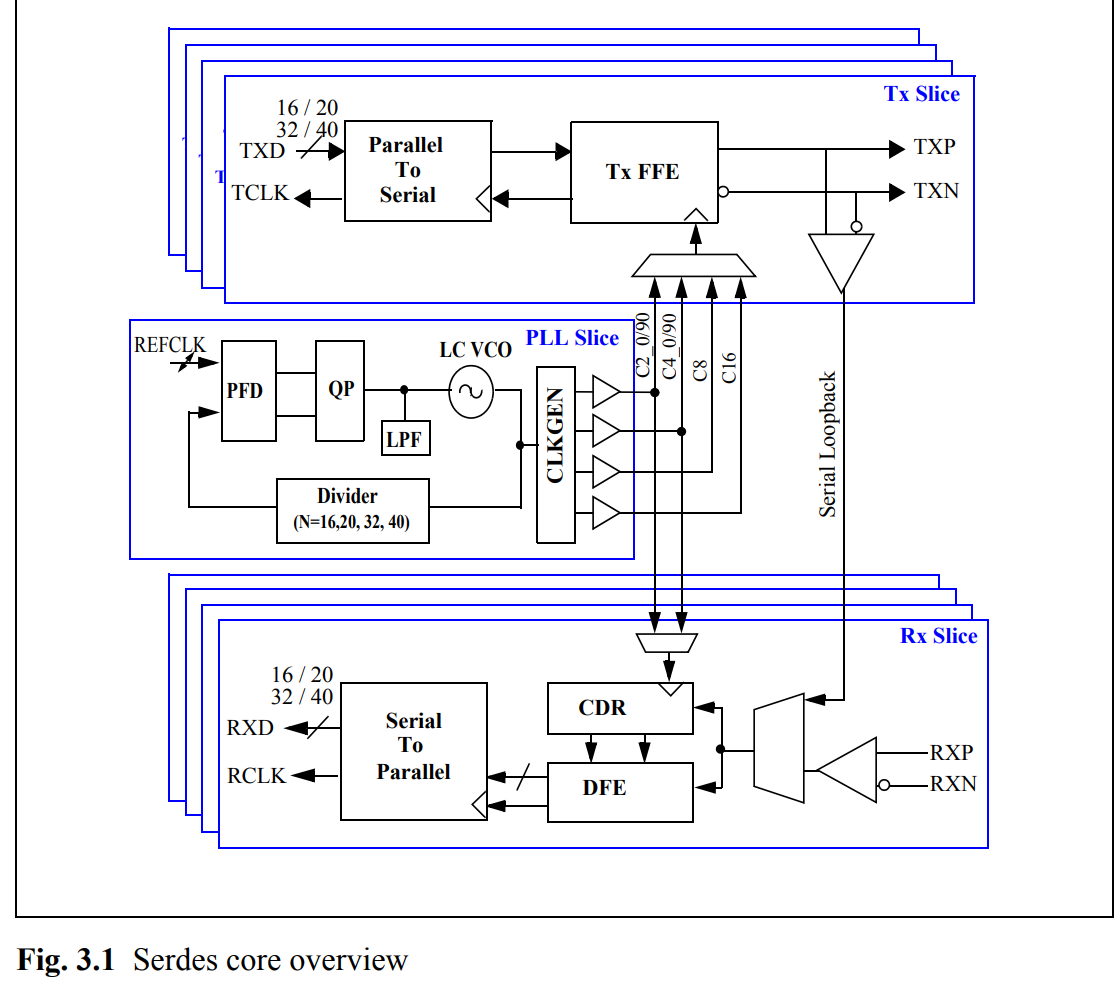 Tx Slice
16 / 20
32 / 40
TXD
TCLK
T
Parallel
To
Serial
Tx FFE
TXP
TXN
PLL Slice
REFCLK
PFD
QP
LPF
LC VCO
Divider
(N=16,20, 32, 40)
CLKGEN
C2_0/90
C4_0/90
C8
C16
Serial Loopback
Rx Slice
16 / 20
32 / 40
RXD
RCLK
Serial
To
Parallel
CDR
DFE
RXP
RXN
Fig. 3.1 Serdes core overview